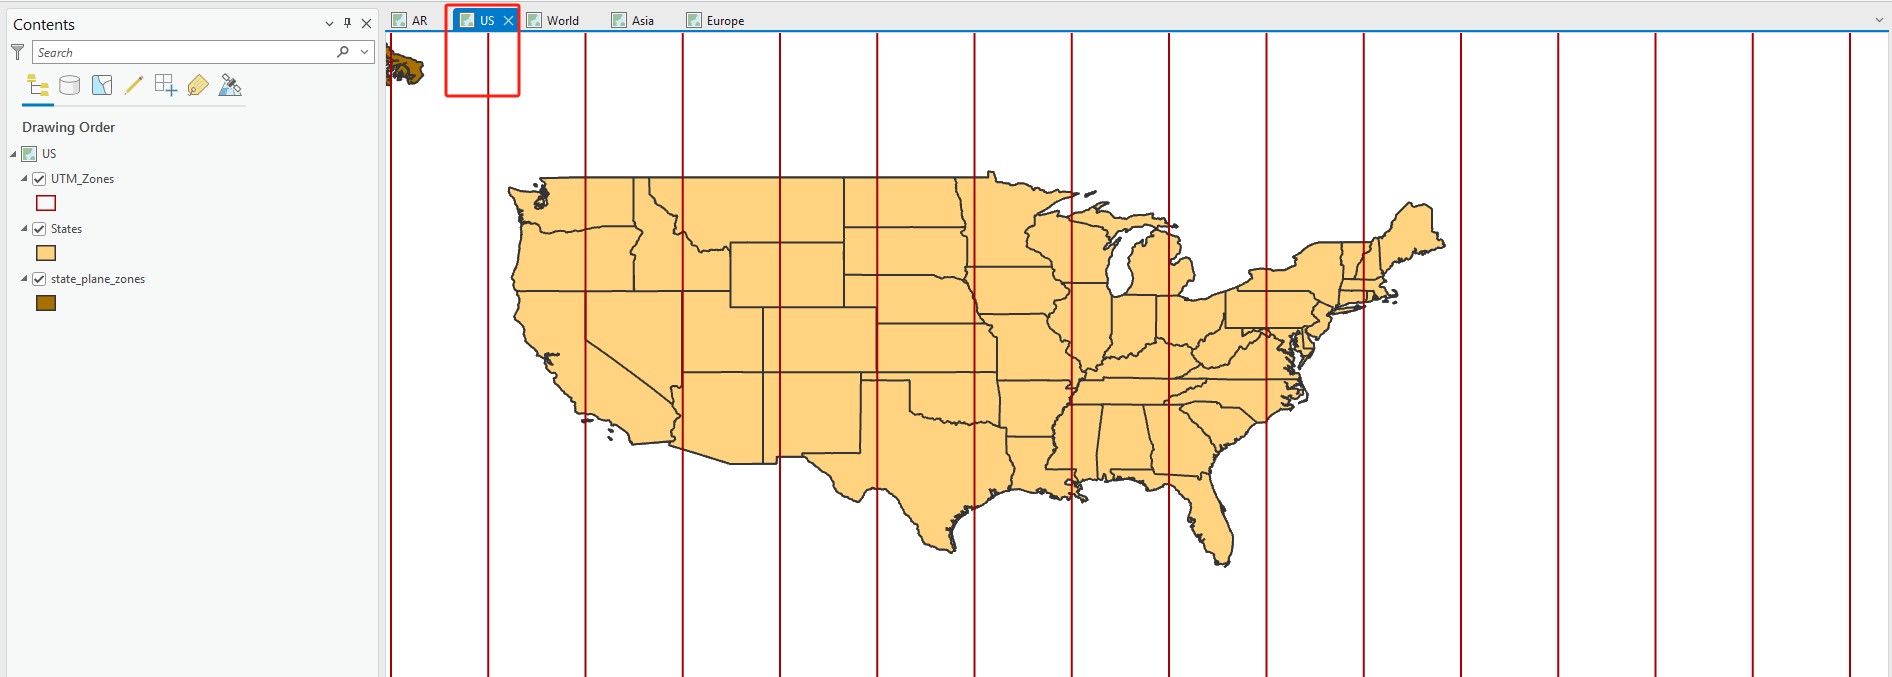 Contents
Search
Drawing Order
US
UTM_Zones
States
state_plane_zones
AR
US
World
Asia
Europe